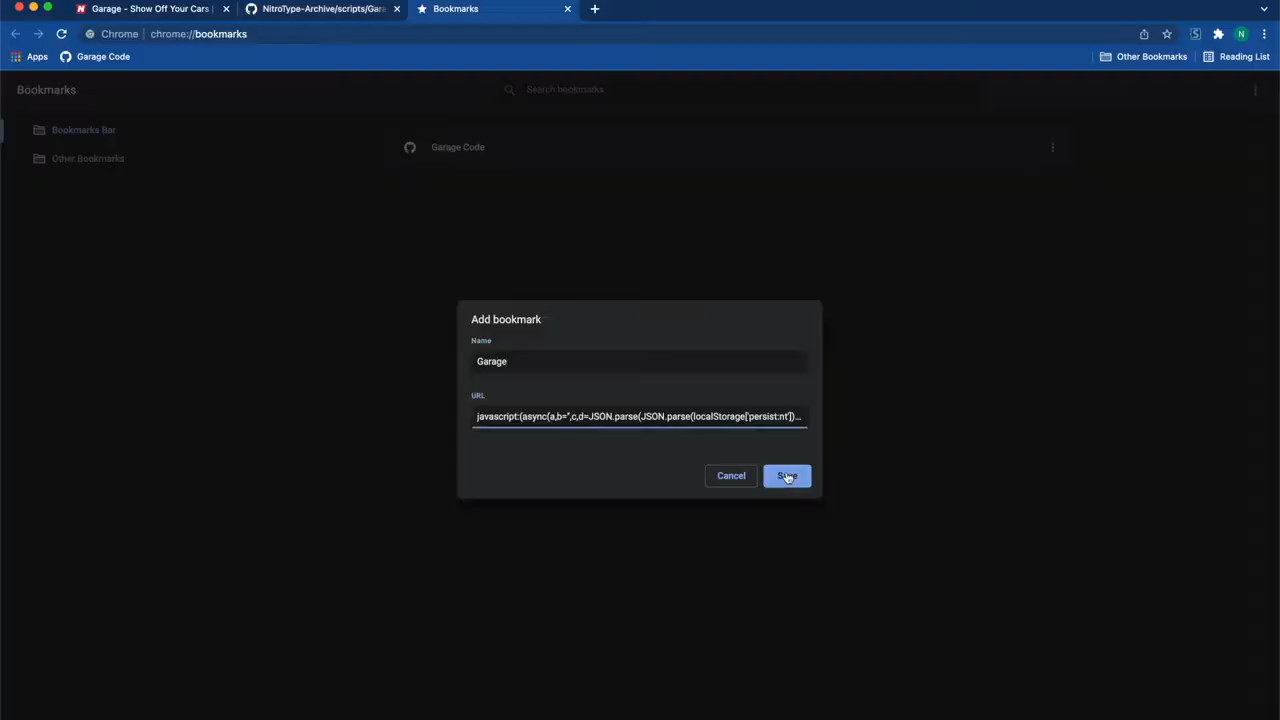 Garage - Show Off Your Cars
NitroType-Archive/scripts/Gara
Bookmarks
Chrome
chrome://bookmarks
N
Apps
Garage Code
Other Bookmarks
Reading List
Bookmarks
Search bookmarks
Bookmarks Bar
Garage Code
Other Bookmarks
Add bookmark
Name
Garage
URL
javascript:(async(a,b='',c,d=JSON.parse(JSON.parse(localStorage['persist:nt'])...
Cancel
Save